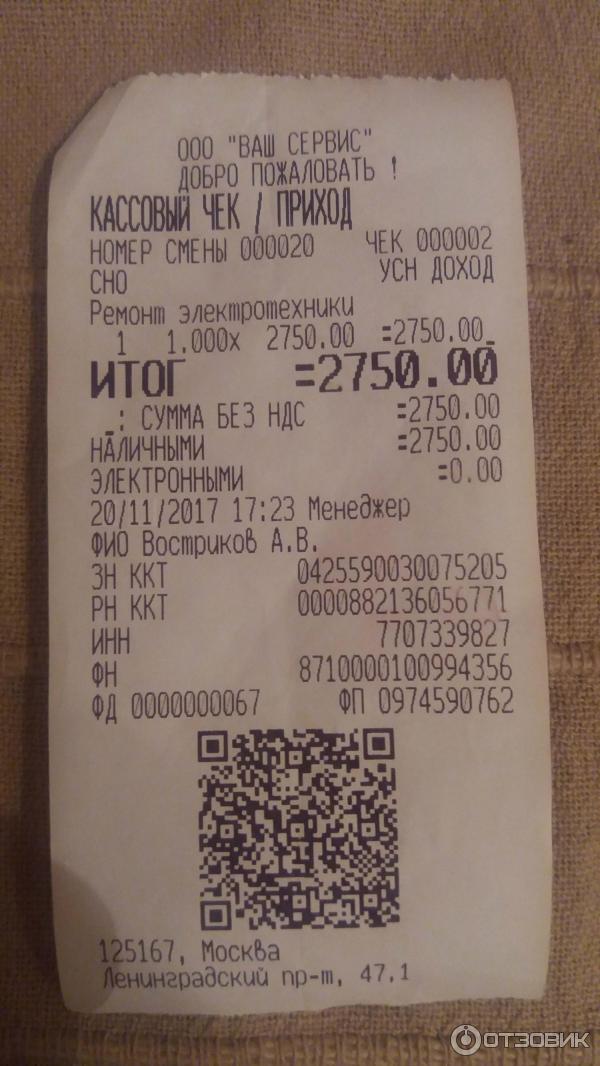 ООО "ВАШ СЕРВИС"
ДОБРО ПОЖАЛОВАТЬ !
КАССОВЫЙ ЧЕК / ПРИХОД
НОМЕР СМЕНЫ 000020 ЧЕК 000002
СНО УСН ДОХОД
Ремонт электротехники
1 1.000х 2750.00 =2750.00_
ИТОГ =2750.00
_: СУММА БЕЗ НДС =2750.00
НАЛИЧНЫМИ =2750.00
ЭЛЕКТРОННЫМИ =0.00
20/11/2017 17:23 Менеджер
ФИО Востриков А.В.
ЗН ККТ 0425590030075205
РН ККТ 0000882136056771
ИНН 7707339827
ФН 8710000100994356
ФД 0000000067 ФП 0974590762
125167, Москва
Ленинградский пр-т, 47,1
ОТЗОВИК